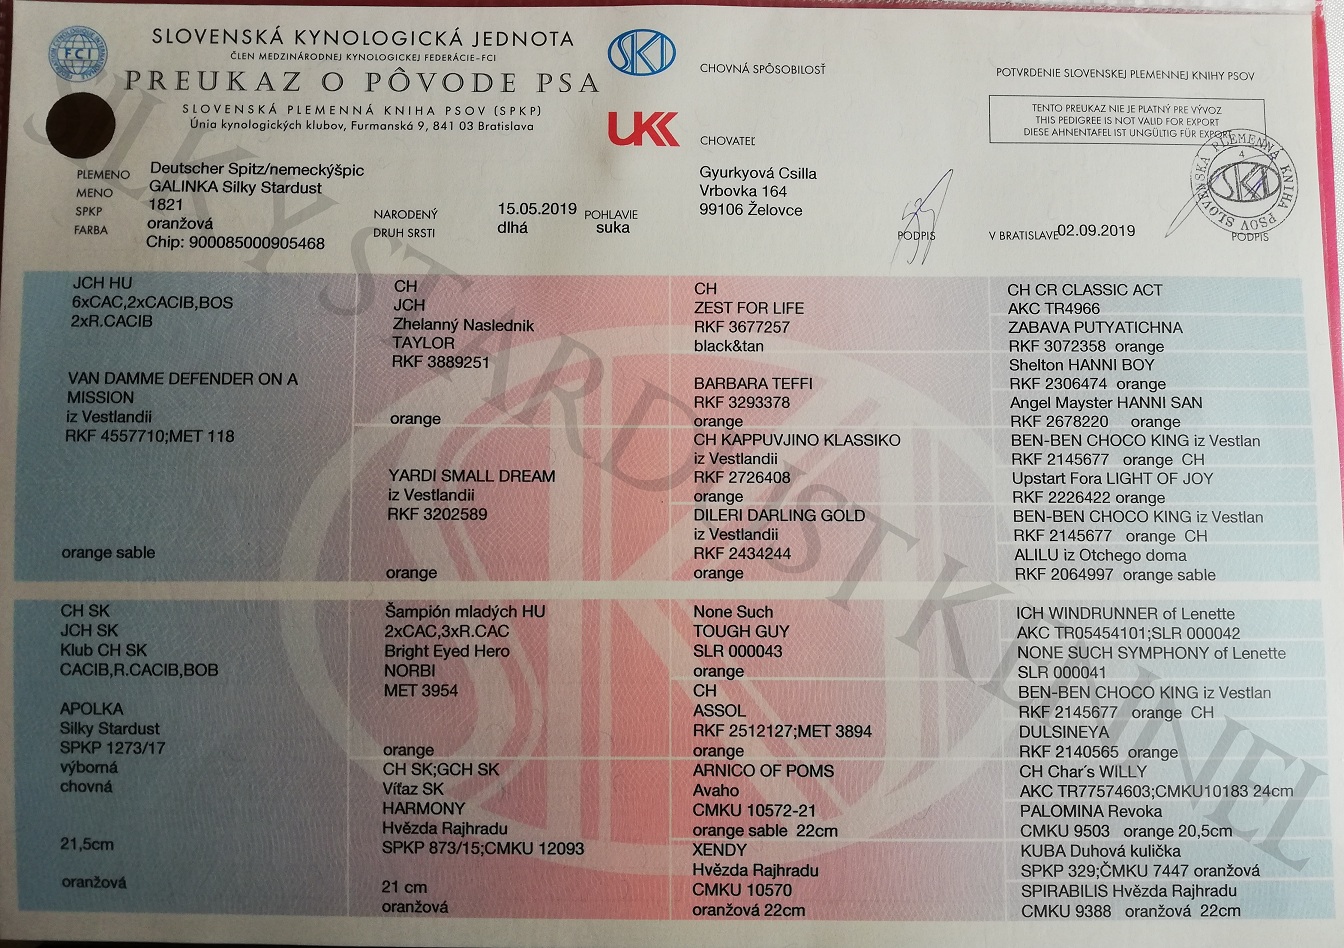 FCI
SLOVENSKÁ KYNOLOGICKÁ JEDNOTA
ČLEN MEDZINÁRODNEJ KYNOLOGICKEJ FEDERÁCIE-FCI
PREUKAZ O PÔVODE PSA
SLOVENSKÁ PLEMENNÁ KNIHA PSOV (SPKP)
Únia kynologických klubov, Furmanská 9, 841 03 Bratislava
SKJ
UKK
CHOVNÁ SPÔSOBILOSŤ
CHOVATEĽ
POTVRDENIE SLOVENSKEJ PLEMENNEJ KNIHY PSOV
TENTO PREUKAZ NIE JE PLATNÝ PRE VÝVOZ
THIS PEDIGREE IS NOT VALID FOR EXPORT
DIESE AHNENTAFEL IST UNGÜLTIG FÜR EXPORT
SLOVENSKÁ PLEMENNÁ KNIHA PSOV
4
SKJ
PLEMENO Deutscher Spitz/nemeckýšpic
MENO GALINKA Silky Stardust
SPKP 1821
FARBA oranžová
Chip: 900085000905468
NARODENÝ 15.05.2019 POHLAVIE suka
DRUH SRSTI dlhá
Gyurkyová Csilla
Vrbovka 164
99106 Želovce
PODPIS
V BRATISLAVE 02.09.2019
PODPIS
JCH HU
6xCAC,2xCACIB,BOS
2xR.CACIB
VAN DAMME DEFENDER ON A
MISSION
iz Vestlandii
RKF 4557710;MET 118
orange sable
CH
JCH
Zhelanný Naslednik
TAYLOR
RKF 3889251
orange
YARDI SMALL DREAM
iz Vestlandii
RKF 3202589
orange
CH
ZEST FOR LIFE
RKF 3677257
black&tan
BARBARA TEFFI
RKF 3293378
orange
CH KAPPUVJINO KLASSIKO
iz Vestlandii
RKF 2726408
orange
DILERI DARLING GOLD
iz Vestlandii
RKF 2434244
orange
CH CR CLASSIC ACT
AKC TR4966
ZABAVA PUTYATICHNA
RKF 3072358 orange
Shelton HANNI BOY
RKF 2306474 orange
Angel Mayster HANNI SAN
RKF 2678220 orange
BEN-BEN CHOCO KING iz Vestlan
RKF 2145677 orange CH
Upstart Fora LIGHT OF JOY
RKF 2226422 orange
BEN-BEN CHOCO KING iz Vestlan
RKF 2145677 orange CH
ALILU iz Otchego doma
RKF 2064997 orange sable
CH SK
JCH SK
Klub CH SK
CACIB,R.CACIB,BOB
APOLKA
Silky Stardust
SPKP 1273/17
výborná
chovná
21,5cm
oranžová
Šampión mladých HU
2xCAC,3xR.CAC
Bright Eyed Hero
NORBI
MET 3954
orange
CH SK;GCH SK
Víťaz SK
HARMONY
Hvězda Rajhradu
SPKP 873/15;CMKU 12093
21 cm
oranžová
None Such
TOUGH GUY
SLR 000043
orange
CH
ASSOL
RKF 2512127;MET 3894
orange
ARNICO OF POMS
Avaho
CMKU 10572-21
orange sable 22cm
XENDY
Hvězda Rajhradu
CMKU 10570
oranžová 22cm
ICH WINDRUNNER of Lenette
AKC TR05454101;SLR 000042
NONE SUCH SYMPHONY of Lenette
SLR 000041
BEN-BEN CHOCO KING iz Vestlan
RKF 2145677 orange CH
DULSINEYA
RKF 2140565 orange
CH Char´s WILLY
AKC TR77574603;CMKU10183 24cm
PALOMINA Revoka
CMKU 9503 orange 20,5cm
KUBA Duhová kulička
SPKP 329;ČMKU 7447 oranžová
SPIRABILIS Hvězda Rajhradu
CMKU 9388 oranžová 22cm
SILKY STARDUST KENNEL